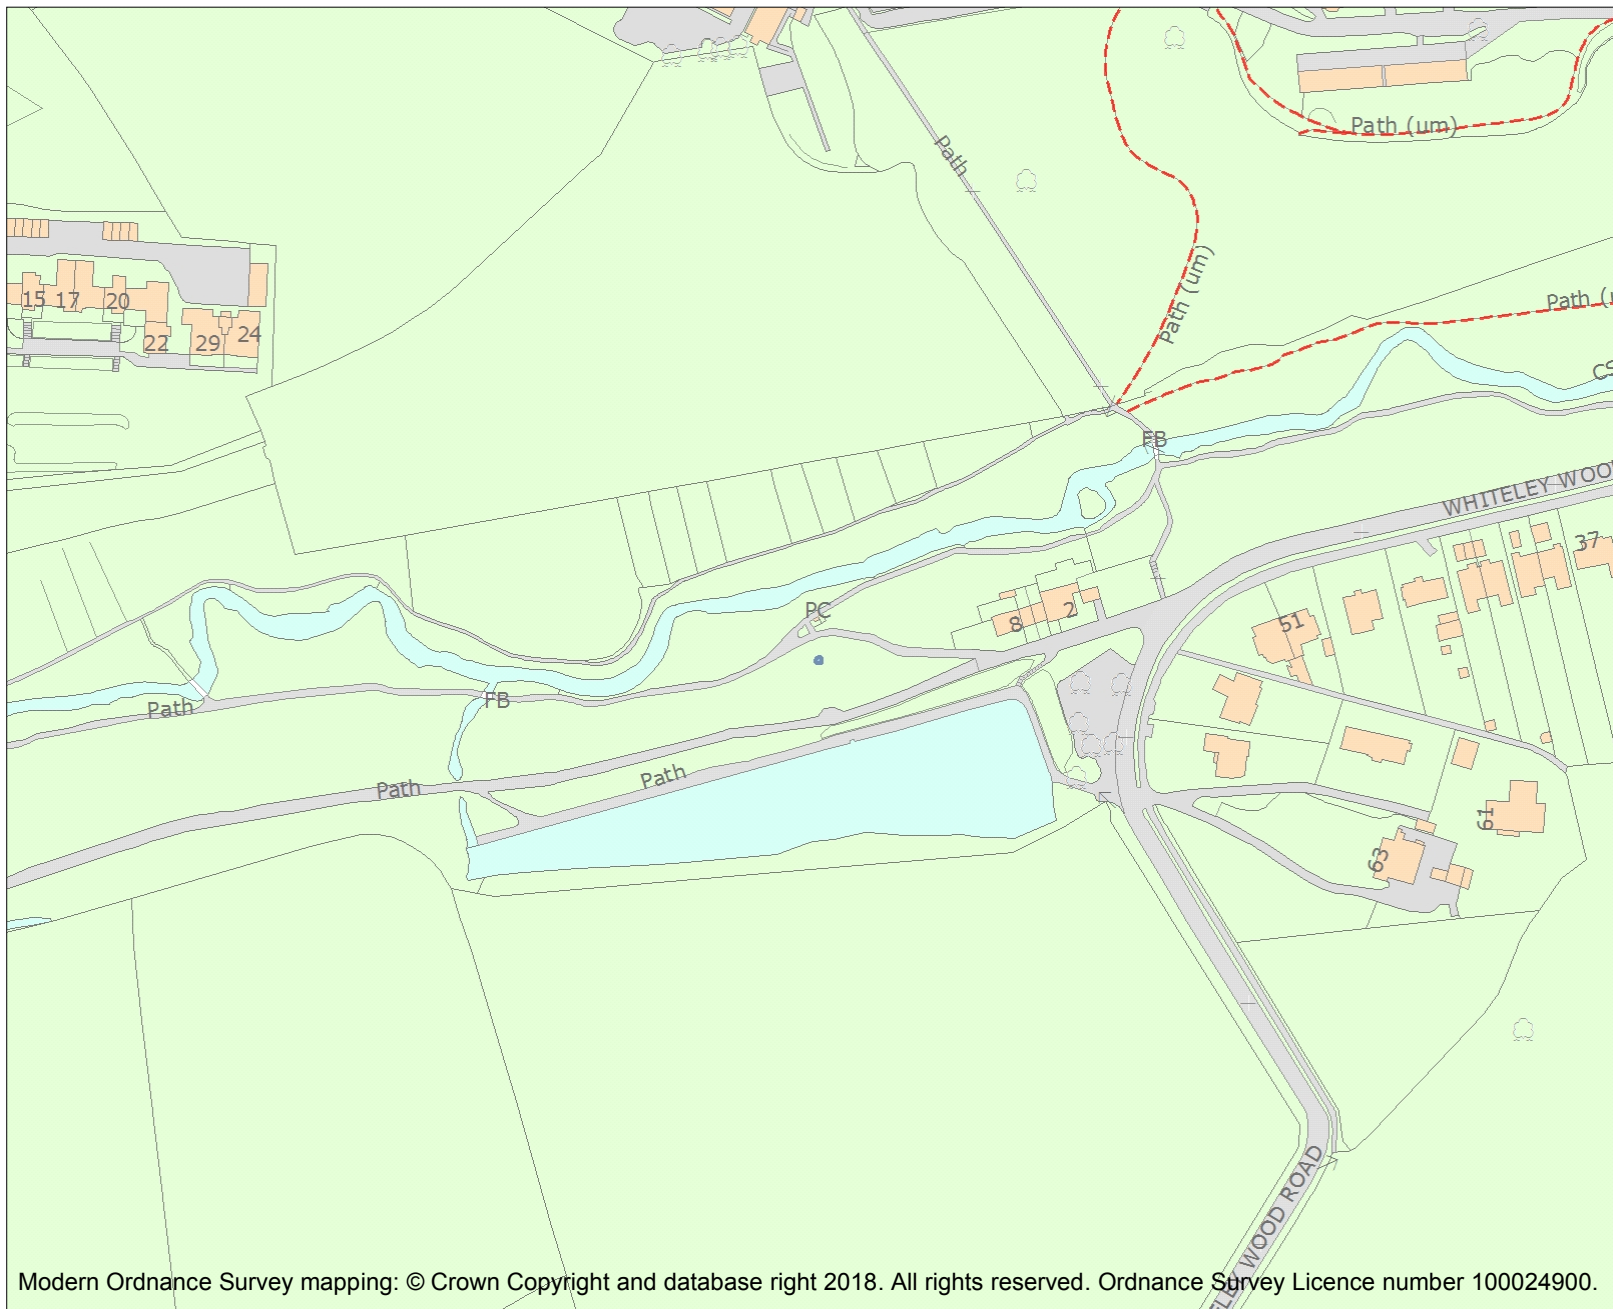 Path (um)
Path
Path (um)
Path (
15
17
20
22
29
24
CS
FB
WHITELEY WOO
37
PC
8
2
51
Path
FB
Path
Path
61
63
ELEY WOOD ROAD
Modern Ordnance Survey mapping: © Crown Copyright and database right 2018. All rights reserved. Ordnance Survey Licence number 100024900.